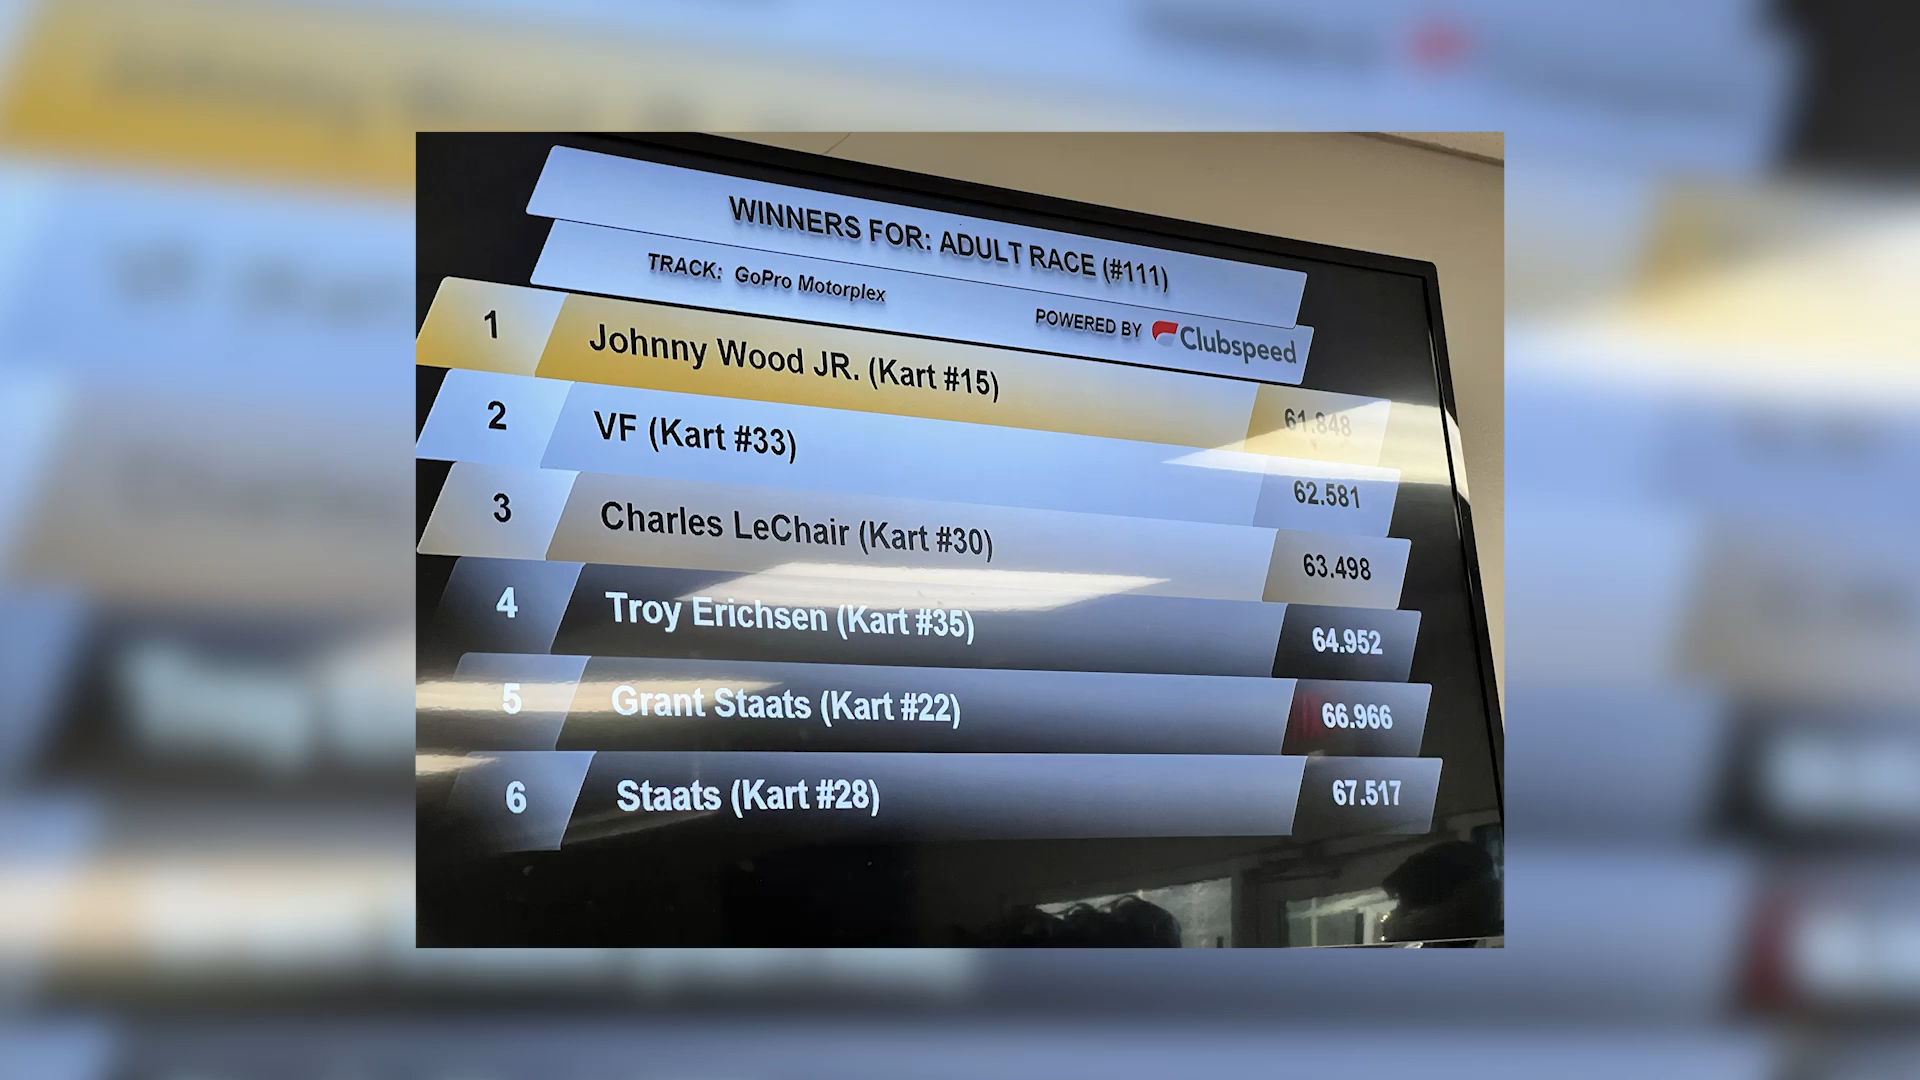 WINNERS FOR: ADULT RACE (#111)
TRACK: GoPro Motorplex
POWERED BY Clubspeed
1 Johnny Wood JR. (Kart #15) 61.848
2 VF (Kart #33) 62.581
3 Charles LeChair (Kart #30) 63.498
4 Troy Erichsen (Kart #35) 64.952
5 Grant Staats (Kart #22) 66.966
6 Staats (Kart #28) 67.517